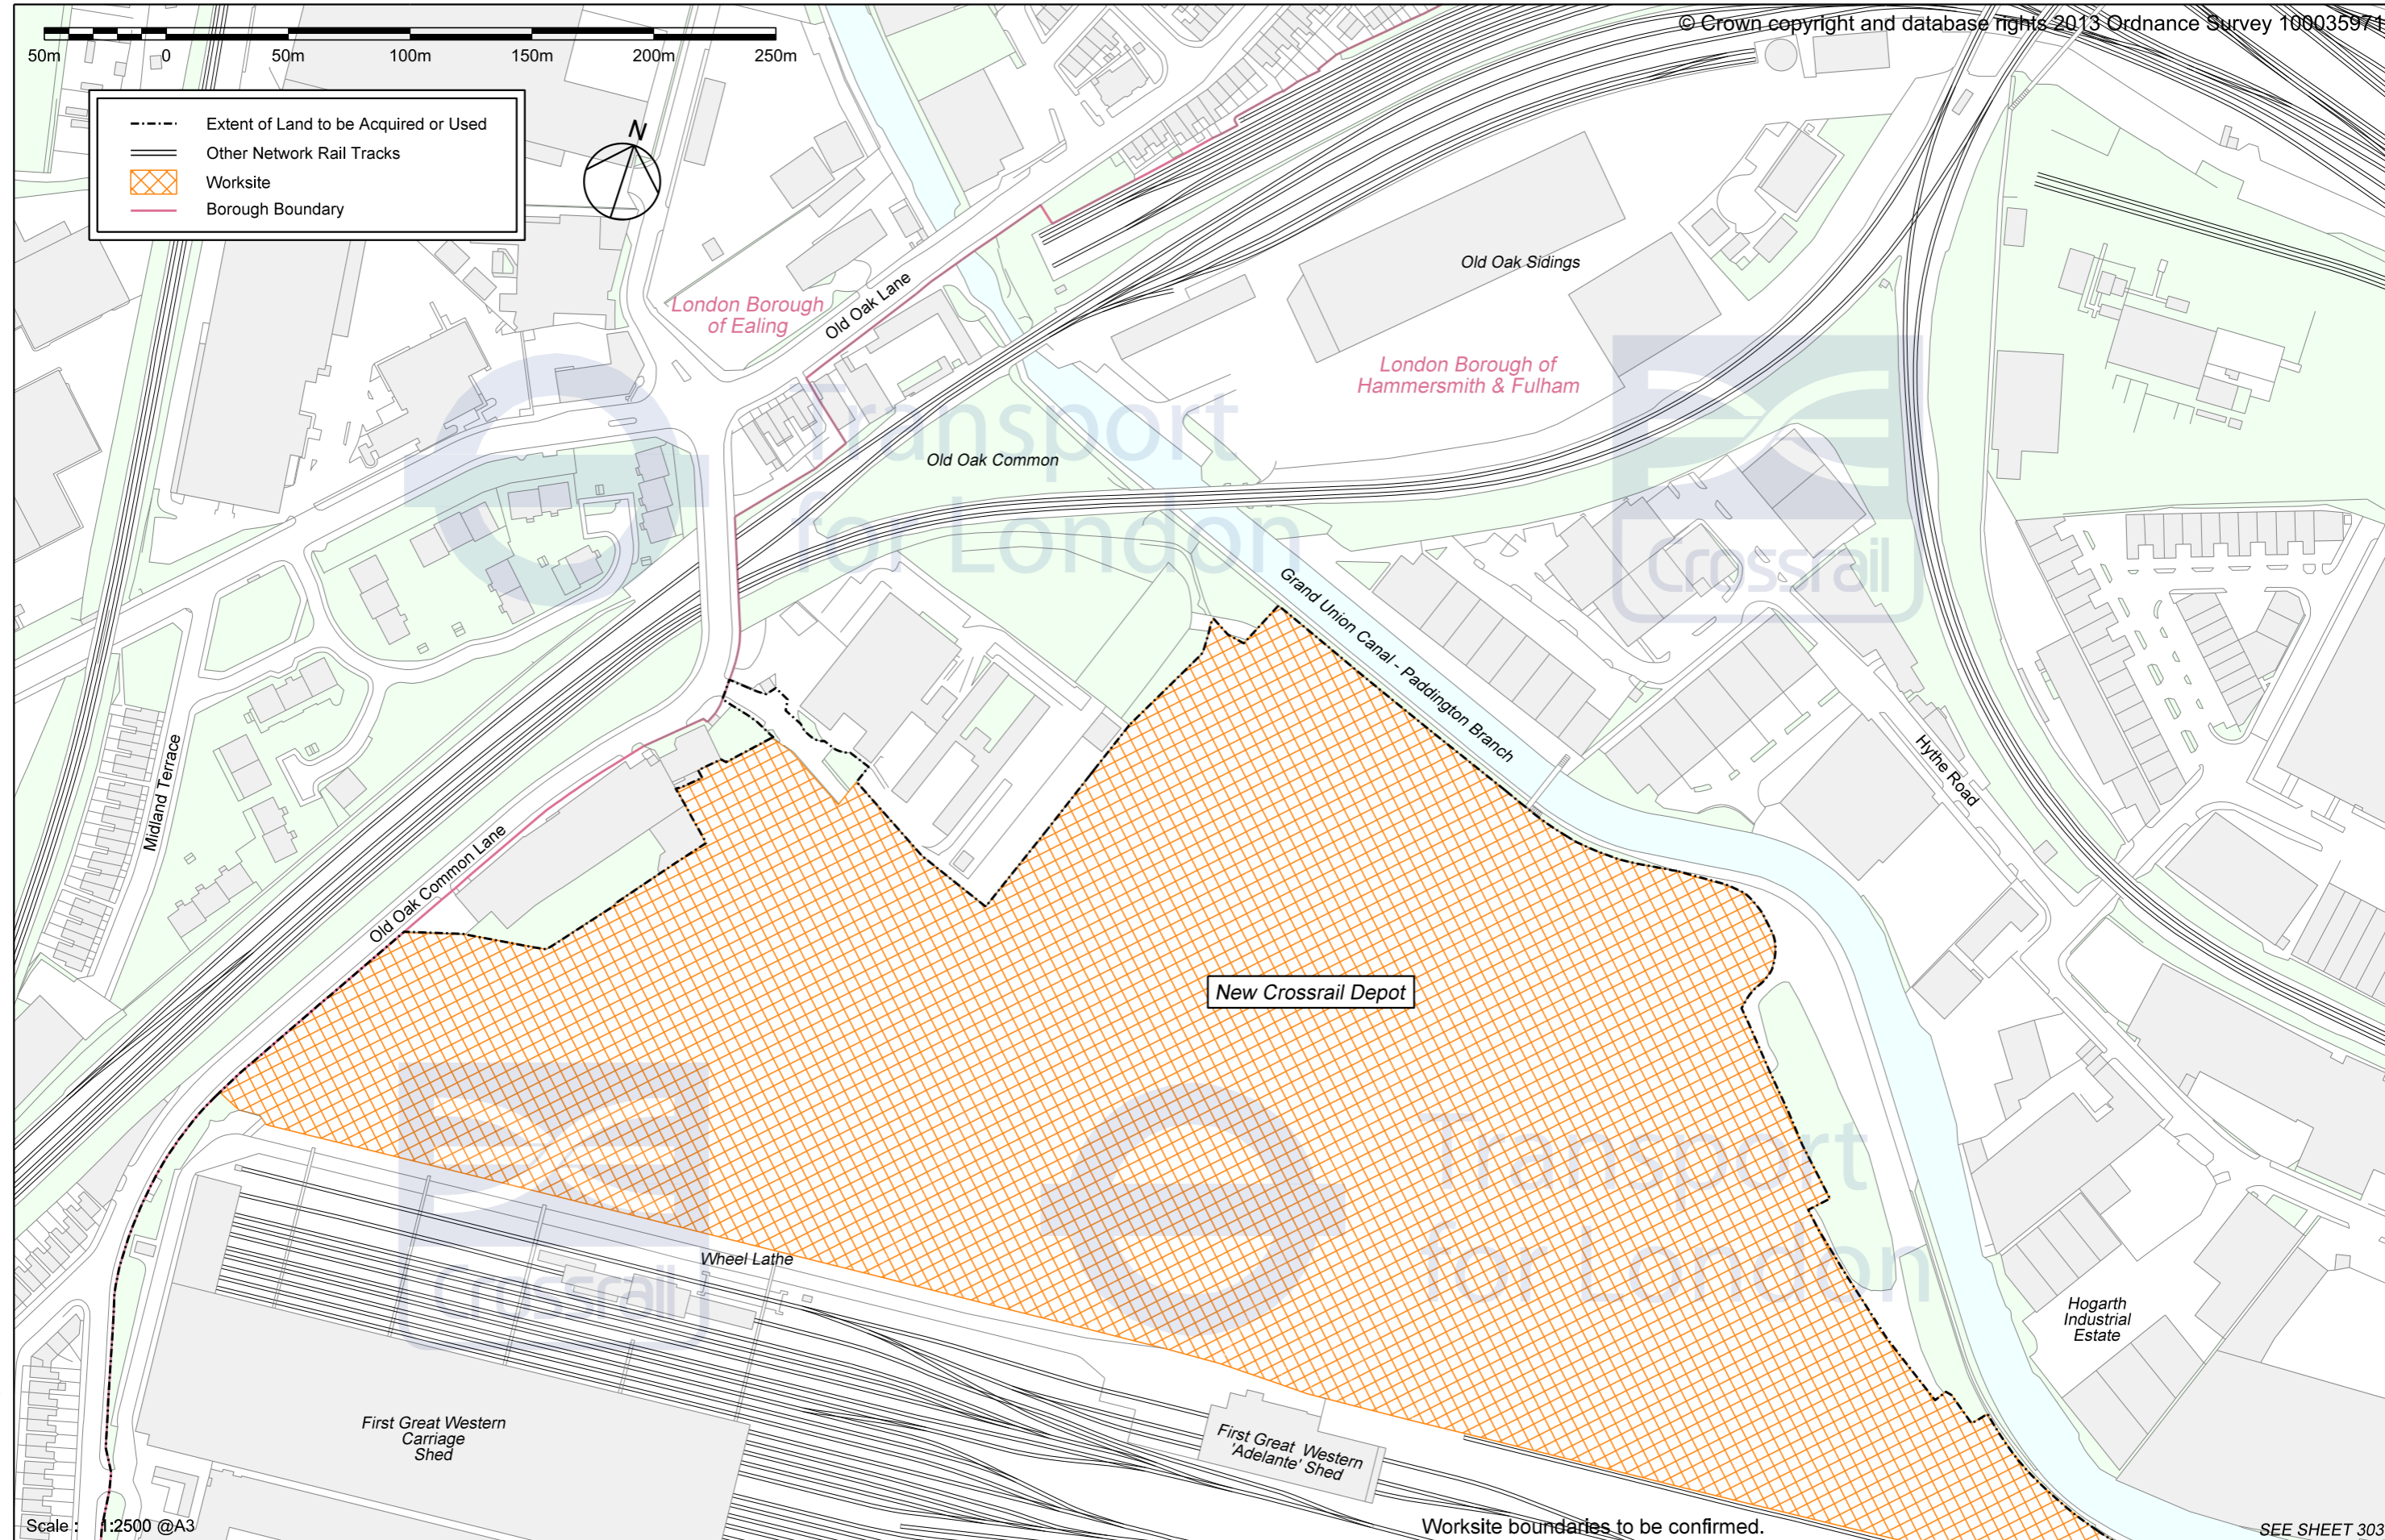 © Crown copyright and database rights 2013 Ordnance Survey 100035971
50m 0 50m 100m 150m 200m 250m
Extent of Land to be Acquired or Used
Other Network Rail Tracks
Worksite
Borough Boundary
N
London Borough
of Ealing
Old Oak Lane
Old Oak Sidings
London Borough of
Hammersmith & Fulham
Transport
for London
Crossrail
Old Oak Common
Grand Union Canal - Paddington Branch
Hythe Road
Midland Terrace
Old Oak Common Lane
New Crossrail Depot
Crossrail
Transport
for London
Wheel Lathe
Hogarth
Industrial
Estate
First Great Western
Carriage
Shed
First Great Western
'Adelante' Shed
Scale : 1:2500 @A3
Worksite boundaries to be confirmed.
SEE SHEET 303